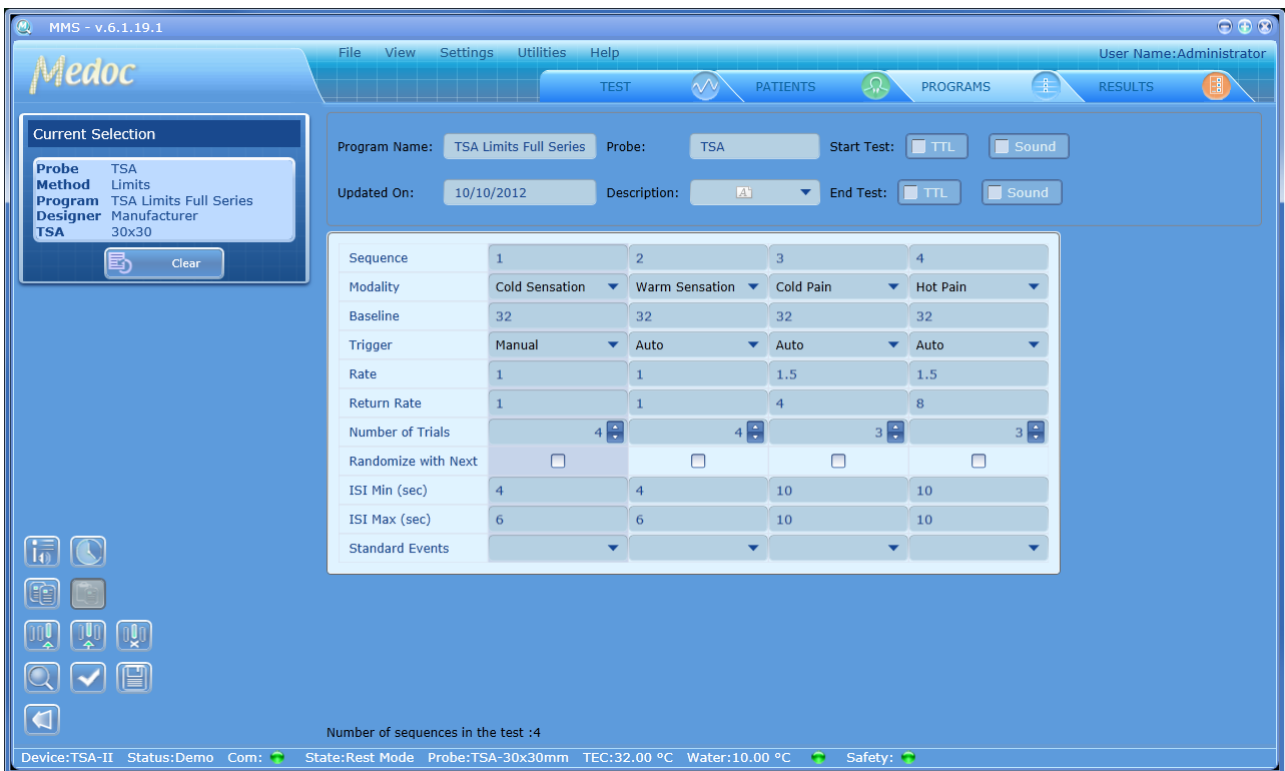 MMS - v.6.1.19.1
Medoc
File View Settings Utilities Help
User Name:Administrator
TEST PATIENTS PROGRAMS RESULTS
Current Selection
Probe TSA
Method Limits
Program TSA Limits Full Series
Designer Manufacturer
TSA 30x30
Clear
Program Name: TSA Limits Full Series Probe: TSA Start Test: TTL Sound
Updated On: 10/10/2012 Description: A End Test: TTL Sound
Sequence 1 2 3 4
Modality Cold Sensation Warm Sensation Cold Pain Hot Pain
Baseline 32 32 32 32
Trigger Manual Auto Auto Auto
Rate 1 1 1.5 1.5
Return Rate 1 1 4 8
Number of Trials 4 4 3 3
Randomize with Next
ISI Min (sec) 4 4 10 10
ISI Max (sec) 6 6 10 10
Standard Events
Number of sequences in the test :4
Device:TSA-II Status:Demo Com: State:Rest Mode Probe:TSA-30x30mm TEC:32.00 °C Water:10.00 °C Safety: